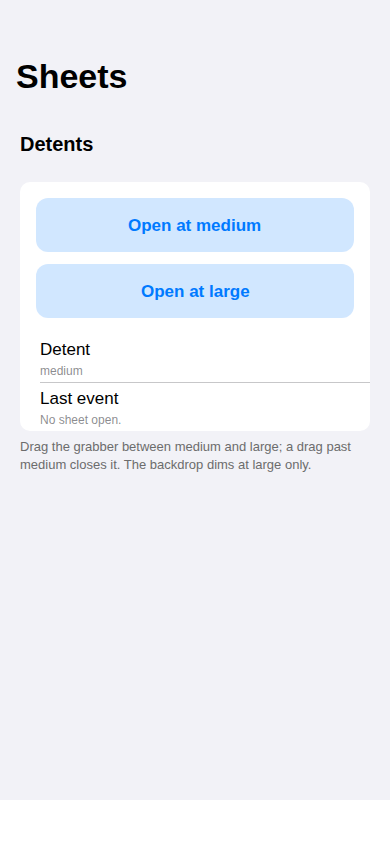 Sheets
Detents
Open at medium
Open at large
Detent
medium
Last event
No sheet open.
Drag the grabber between medium and large; a drag past
medium closes it. The backdrop dims at large only.